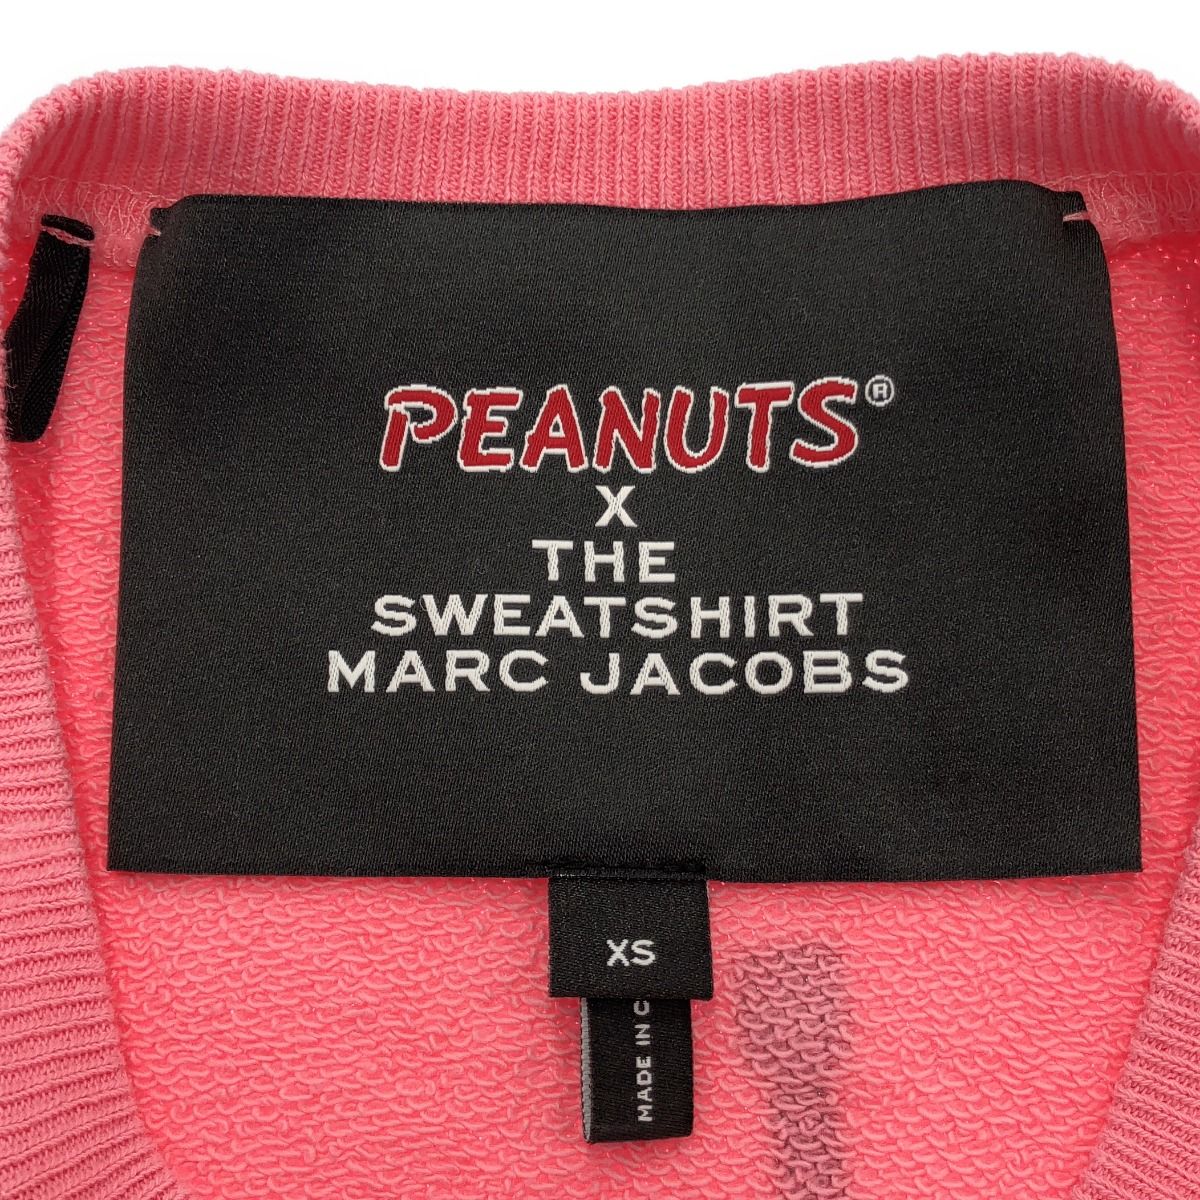 PEANUTS®
X
THE
SWEATSHIRT
MARC JACOBS
XS
MADE IN C